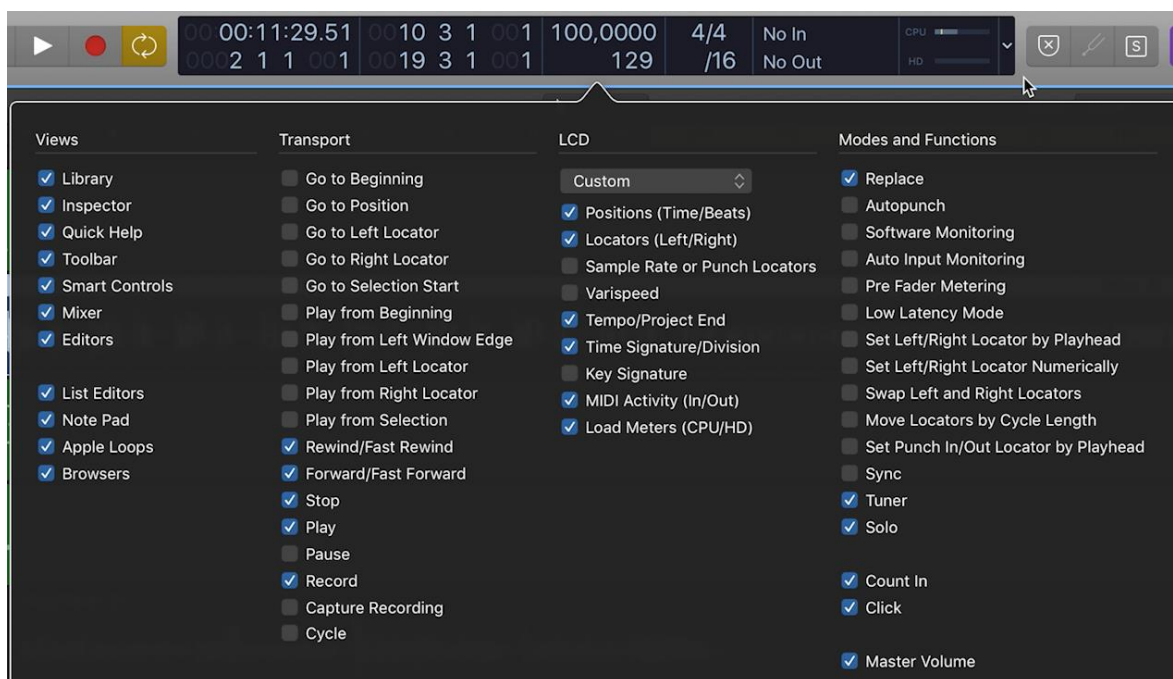 00:00:11:29.51 0010 3 1 001 100,0000 4/4 No In CPU
0002 1 1 001 0019 3 1 001 129 /16 No Out HD
S
Views
Library
Inspector
Quick Help
Toolbar
Smart Controls
Mixer
Editors
List Editors
Note Pad
Apple Loops
Browsers
Transport
Go to Beginning
Go to Position
Go to Left Locator
Go to Right Locator
Go to Selection Start
Play from Beginning
Play from Left Window Edge
Play from Left Locator
Play from Right Locator
Play from Selection
Rewind/Fast Rewind
Forward/Fast Forward
Stop
Play
Pause
Record
Capture Recording
Cycle
LCD
Custom
Positions (Time/Beats)
Locators (Left/Right)
Sample Rate or Punch Locators
Varispeed
Tempo/Project End
Time Signature/Division
Key Signature
MIDI Activity (In/Out)
Load Meters (CPU/HD)
Modes and Functions
Replace
Autopunch
Software Monitoring
Auto Input Monitoring
Pre Fader Metering
Low Latency Mode
Set Left/Right Locator by Playhead
Set Left/Right Locator Numerically
Swap Left and Right Locators
Move Locators by Cycle Length
Set Punch In/Out Locator by Playhead
Sync
Tuner
Solo
Count In
Click
Master Volume